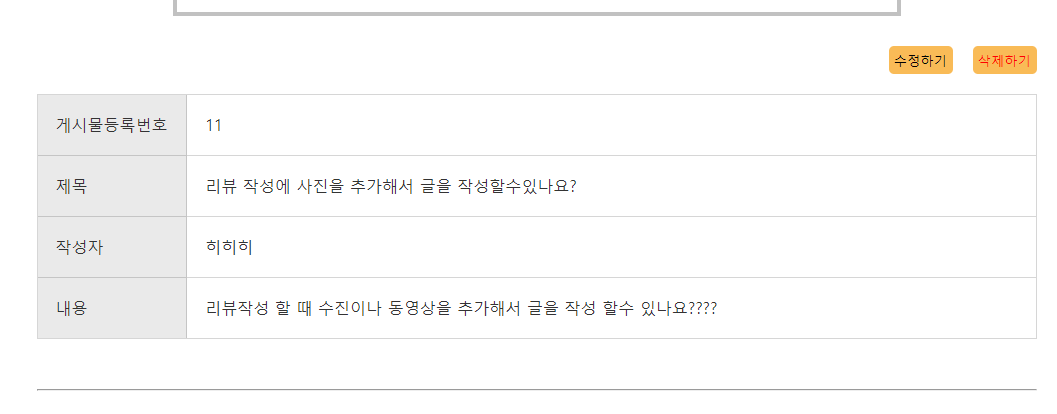 수정하기 삭제하기
게시물등록번호 11
제목 리뷰 작성에 사진을 추가해서 글을 작성할수있나요?
작성자 히히히
내용 리뷰작성 할 때 수진이나 동영상을 추가해서 글을 작성 할수 있나요????